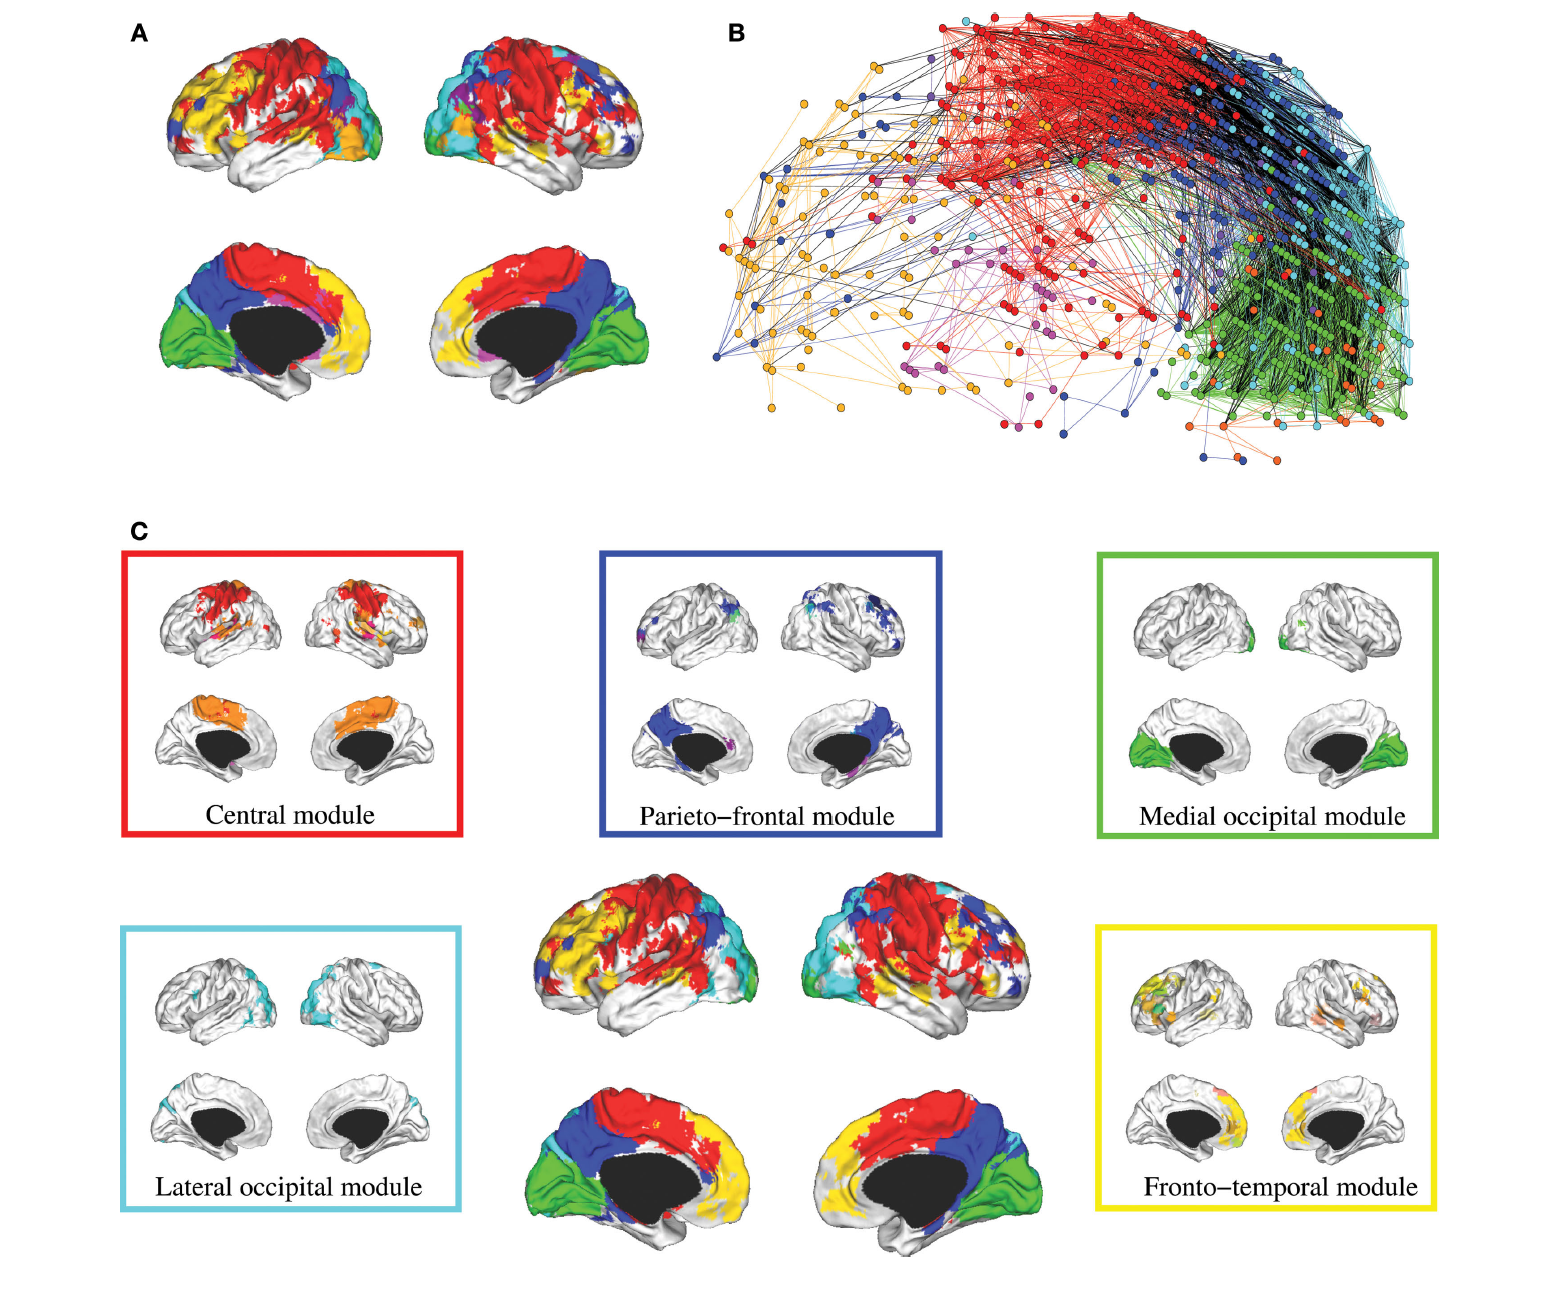 A
B
C
Central module
Parieto−frontal module
Medial occipital module
Lateral occipital module
Fronto−temporal module